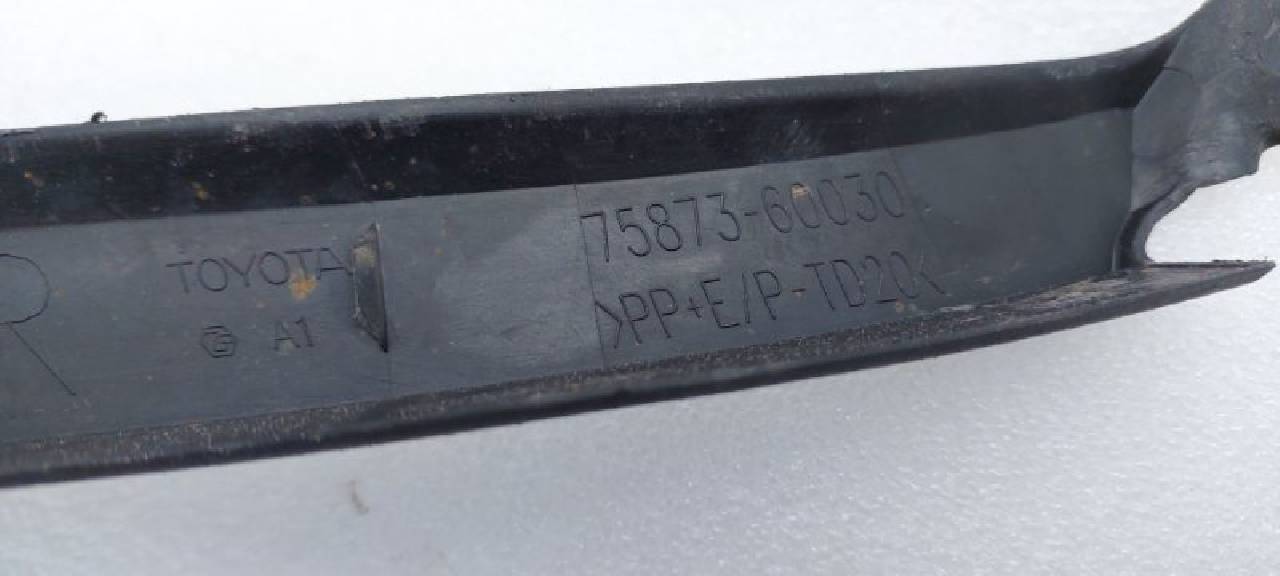 R
TOYOTA
A1
75873-60030
>PP+E/P-TD20<